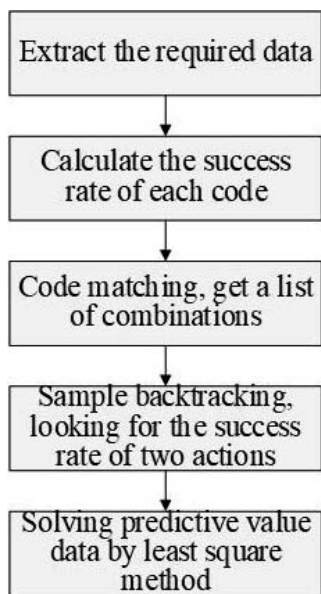 Extract the required data
Calculate the success
rate of each code
Code matching, get a list
of combinations
Sample backtracking,
looking for the success
rate of two actions
Solving predictive value
data by least square
method